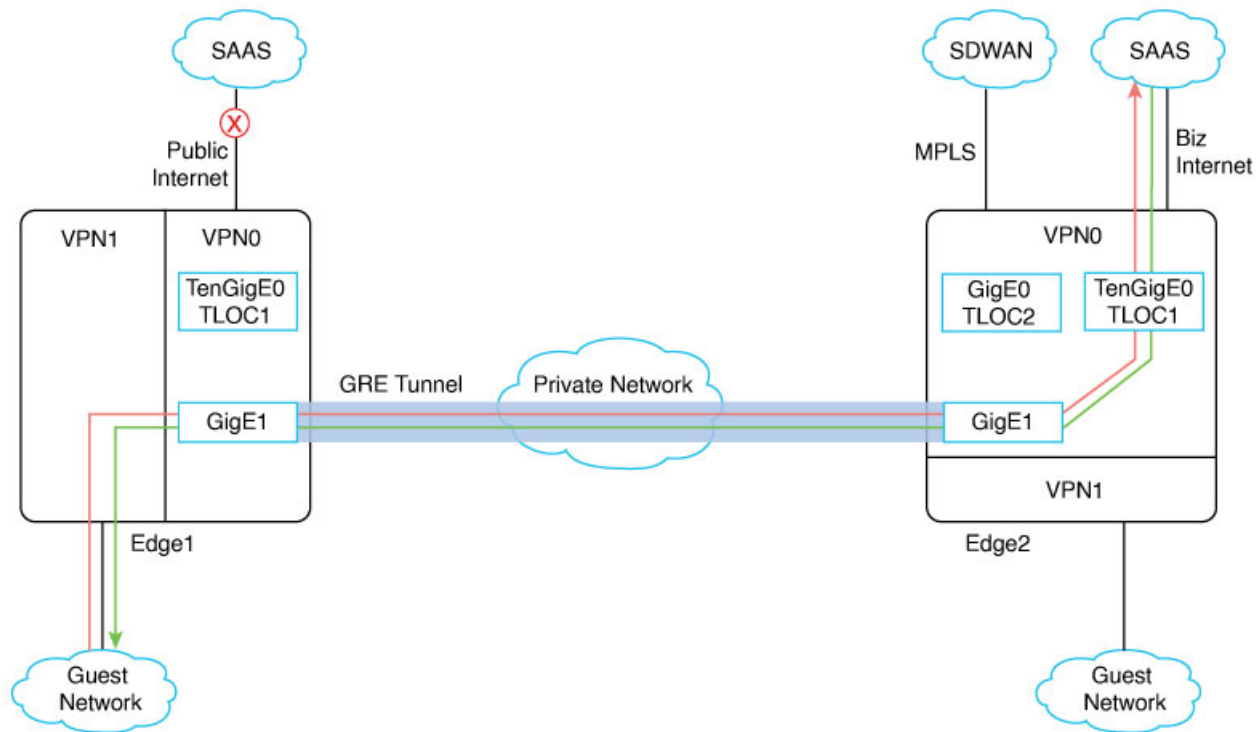 SAAS
SDWAN
SAAS
X
Public
Internet
MPLS
Biz
Internet
VPN1
VPN0
VPN0
TenGigE0
TLOC1
GigE0
TLOC2
TenGigE0
TLOC1
GRE Tunnel
Private Network
GigE1
GigE1
VPN1
Edge1
Edge2
Guest
Network
Guest
Network